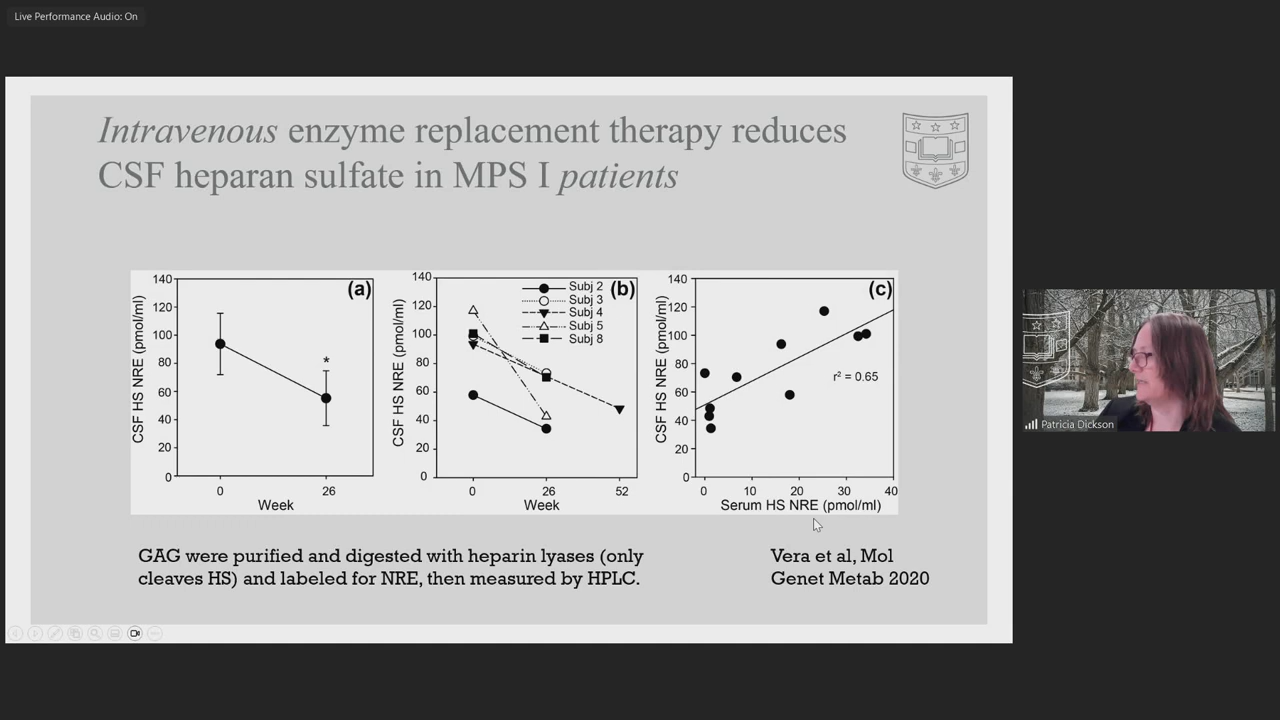 Live Performance Audio: On
Intravenous enzyme replacement therapy reduces
CSF heparan sulfate in MPS I patients
140
120
100
80
60
40
20
0
CSF HS NRE (pmol/ml)
(a)
*
0
26
Week
140
120
100
80
60
40
20
0
CSF HS NRE (pmol/ml)
(b)
Subj 2
Subj 3
Subj 4
Subj 5
Subj 8
0
26
52
Week
140
120
100
80
60
40
20
0
CSF HS NRE (pmol/ml)
(c)
r² = 0.65
0
10
20
30
40
Serum HS NRE (pmol/ml)
GAG were purified and digested with heparin lyases (only
cleaves HS) and labeled for NRE, then measured by HPLC.
Vera et al, Mol
Genet Metab 2020
Patricia Dickson